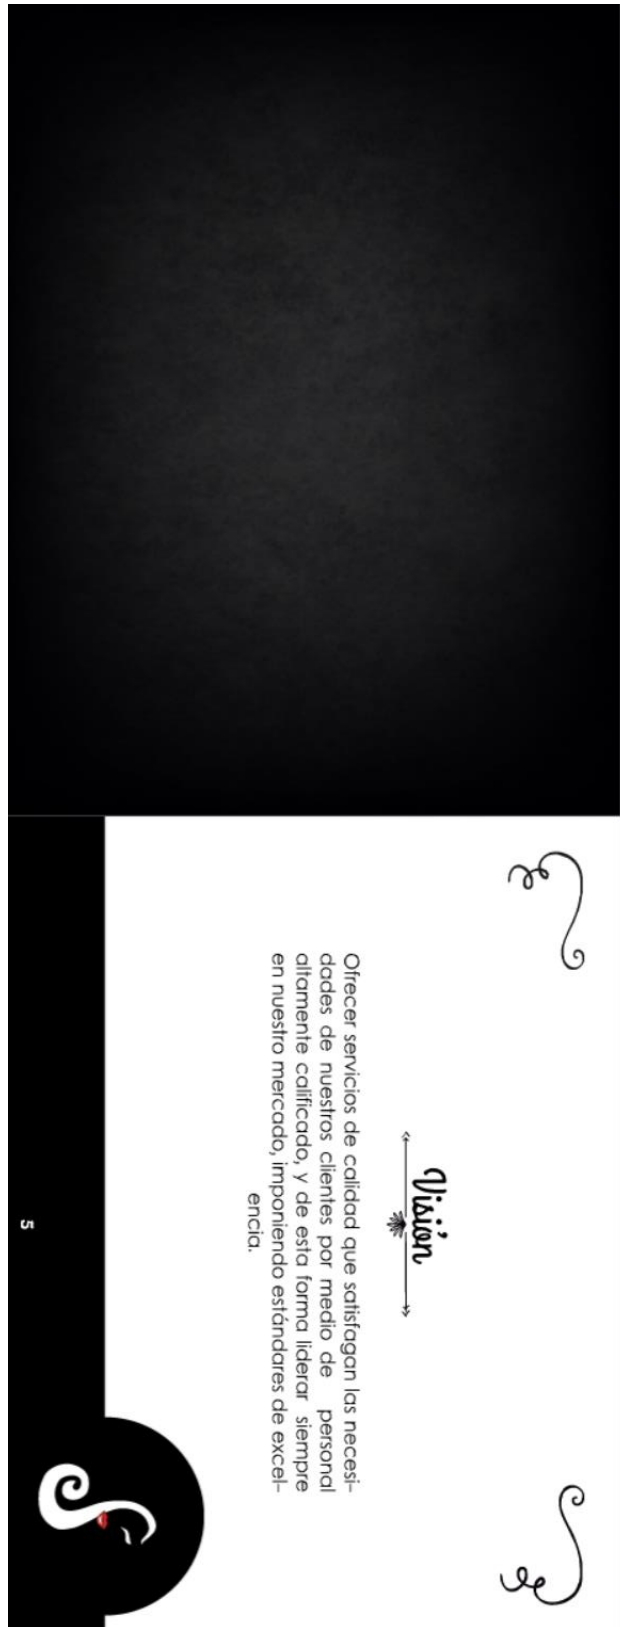 Visión
Ofrecer servicios de calidad que satisfagan las necesi-
dades de nuestros clientes por medio de personal
altamente calificado, y de esta forma liderar siempre
en nuestro mercado, imponiendo estándares de excel-
encia.
5